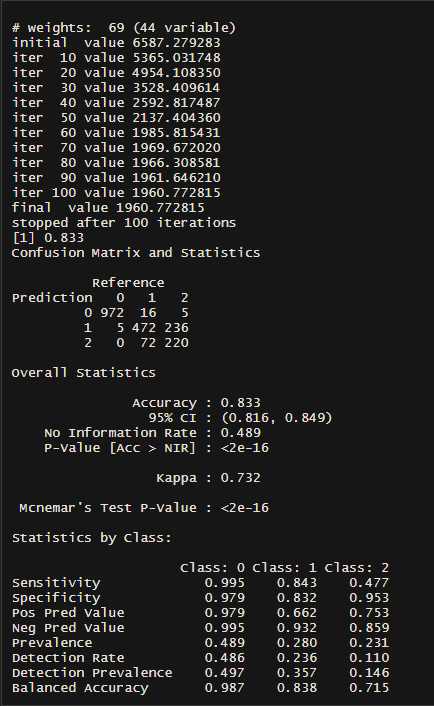 # weights:  69 (44 variable)
initial  value 6587.279283
iter  10 value 5365.031748
iter  20 value 4954.108350
iter  30 value 3528.409614
iter  40 value 2592.817487
iter  50 value 2137.404360
iter  60 value 1985.815431
iter  70 value 1969.672020
iter  80 value 1966.308581
iter  90 value 1961.646210
iter 100 value 1960.772815
final  value 1960.772815
stopped after 100 iterations
[1] 0.833
Confusion Matrix and Statistics
Reference
Prediction   0   1   2
0 972  16   5
1   5 472 236
2   0  72 220
Overall Statistics
Accuracy : 0.833
95% CI : (0.816, 0.849)
No Information Rate : 0.489
P-Value [Acc > NIR] : <2e-16
Kappa : 0.732
Mcnemar's Test P-Value : <2e-16
Statistics by Class:
Class: 0 Class: 1 Class: 2
Sensitivity 0.995 0.843 0.477
Specificity 0.979 0.832 0.953
Pos Pred Value 0.979 0.662 0.753
Neg Pred Value 0.995 0.932 0.859
Prevalence 0.489 0.280 0.231
Detection Rate 0.486 0.236 0.110
Detection Prevalence 0.497 0.357 0.146
Balanced Accuracy 0.987 0.838 0.715